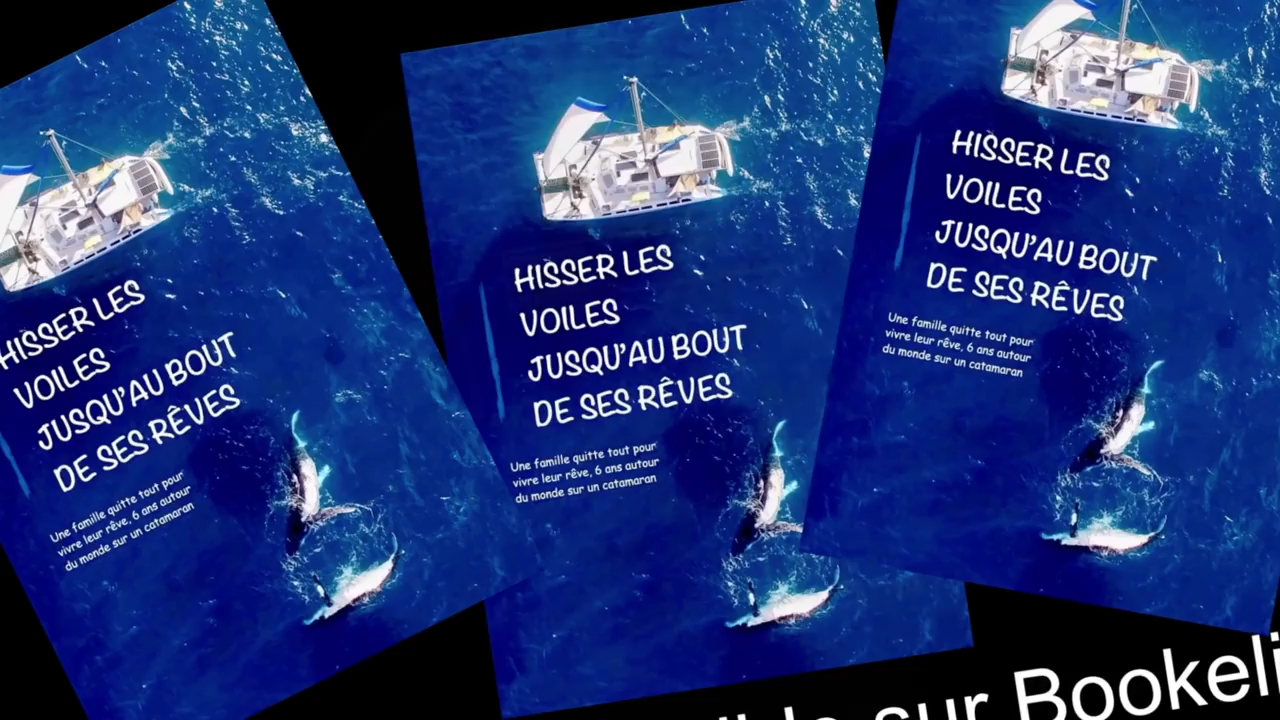 HISSER LES
VOILES
JUSQU'AU BOUT
DE SES RÊVES
Une famille quitte tout pour
vivre leur rêve, 6 ans autour
du monde sur un catamaran
HISSER LES
VOILES
JUSQU'AU BOUT
DE SES RÊVES
Une famille quitte tout pour
vivre leur rêve, 6 ans autour
du monde sur un catamaran
HISSER LES
VOILES
JUSQU'AU BOUT
DE SES RÊVES
Une famille quitte tout pour
vivre leur rêve, 6 ans autour
du monde sur un catamaran
sur Bookeli